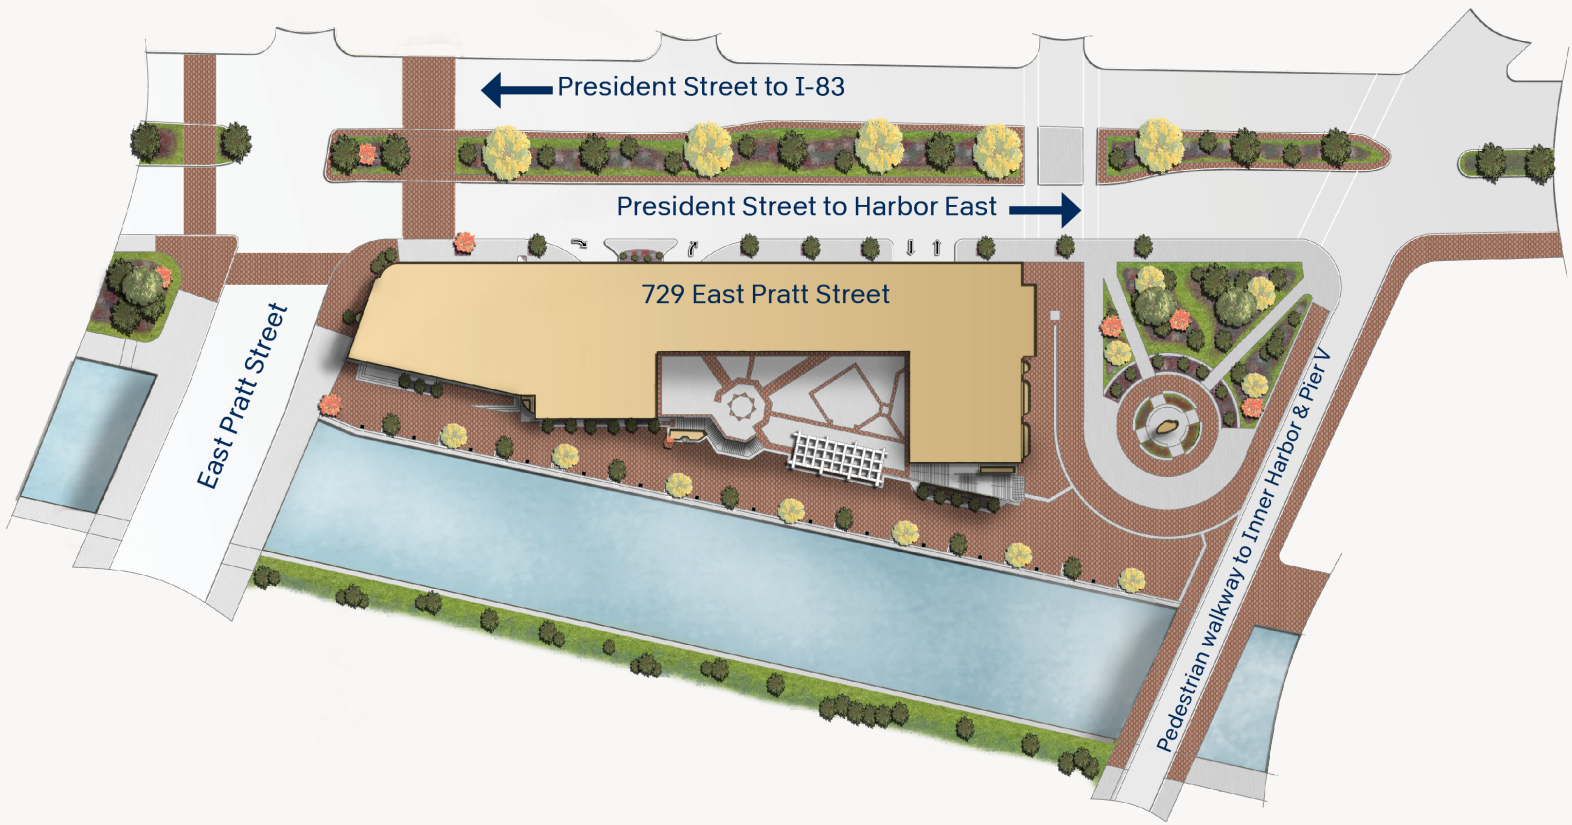 President Street to I-83
President Street to Harbor East
729 East Pratt Street
East Pratt Street
Pedestrian walkway to Inner Harbor & Pier V